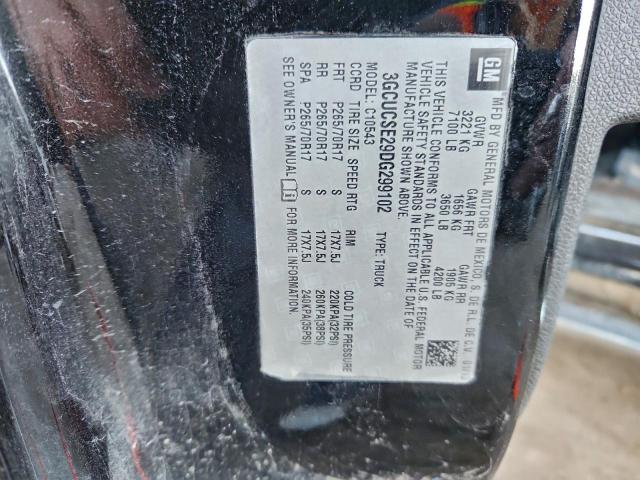 GM
MFD BY GENERAL MOTORS DE MEXICO, S. DE R.L. DE C.V.
GVWR GAWR FRT GAWR RR
3221 KG 1656 KG 1905 KG
7100 LB 3650 LB 4200 LB
THIS VEHICLE CONFORMS TO ALL APPLICABLE U.S. FEDERAL MOTOR
VEHICLE SAFETY STANDARDS IN EFFECT ON THE DATE OF
MANUFACTURE SHOWN ABOVE.
3GCUCSE29DG299102 TYPE: TRUCK
MODEL: C10543
CCRD TIRE SIZE SPEED RTG RIM COLD TIRE PRESSURE
FRT P265/70R17 S 17X7.5J 220KPA(32PSI)
RR P265/70R17 S 17X7.5J 260KPA(38PSI)
SPA P265/70R17 S 17X7.5J 240KPA(35PSI)
SEE OWNER'S MANUAL FOR MORE INFORMATION.